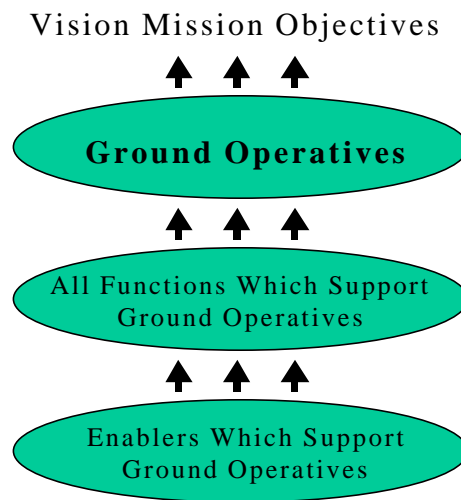 Vision Mission Objectives
Ground Operatives
All Functions Which Support
Ground Operatives
Enablers Which Support
Ground Operatives